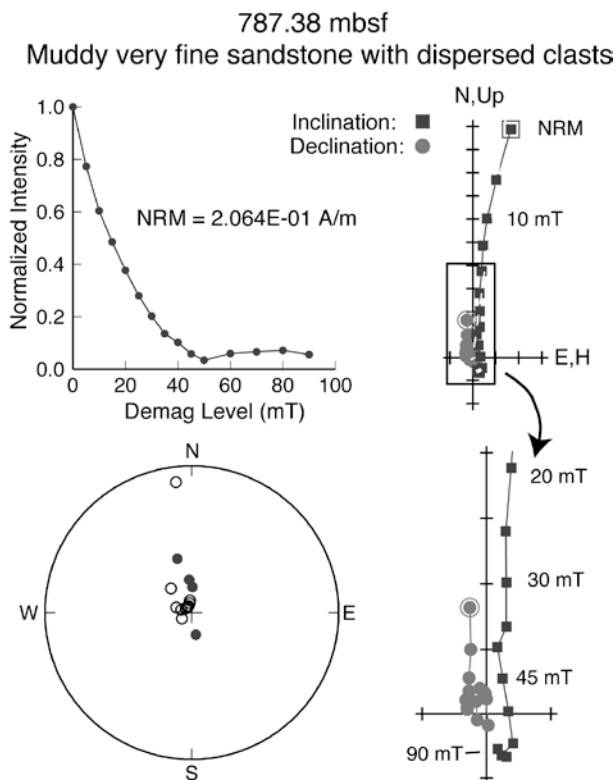 787.38 mbsf
Muddy very fine sandstone with dispersed clasts
N,Up
Inclination:
Declination:
NRM
1.0
0.8
0.6
0.4
0.2
0.0
Normalized Intensity
NRM = 2.064E-01 A/m
10 mT
E,H
0 20 40 60 80 100
Demag Level (mT)
N
W
E
S
20 mT
30 mT
45 mT
90 mT